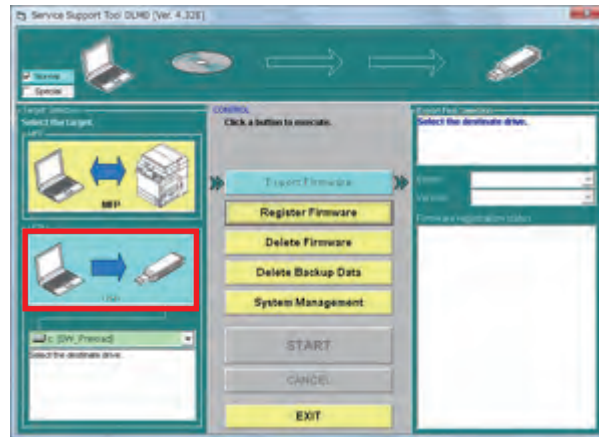 Service Support Tool DLM0 [Ver. 4.32E]
Normal
Special
Select the target.
MFP
USB
c: [SW_Preload]
Select the destinate drive.
CONTROL
Click a button to execute.
Export Firmware
Register Firmware
Delete Firmware
Delete Backup Data
System Management
START
CANCEL
EXIT
Select the destinate drive.
Firmware registration status